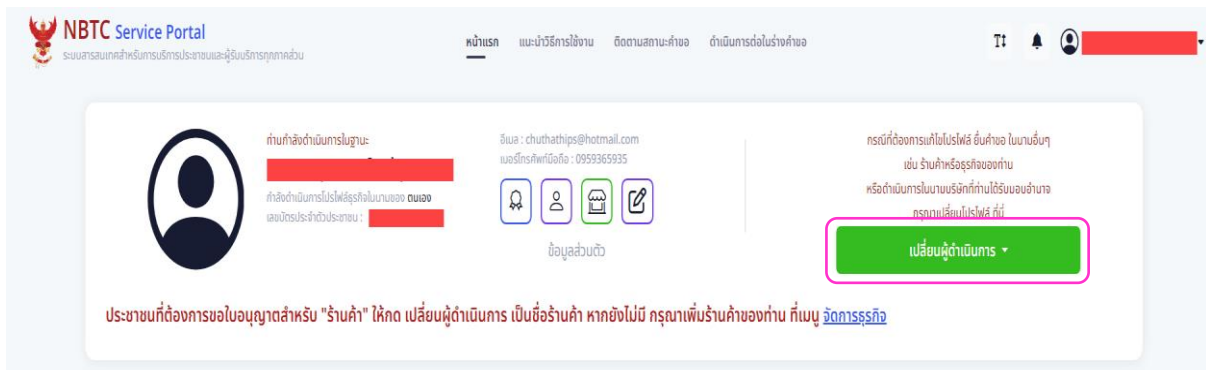 NBTC Service Portal
ระบบสารสนเทศสำหรับการบริการประชาชนและผู้รับบริการทุกภาคส่วน
หน้าแรก แนะนำวิธีการใช้งาน ติดตามสถานะคำขอ ดำเนินการต่อในร่างคำขอ
ท่านกำลังดำเนินการในฐานะ
กำลังดำเนินการโปรไฟล์ธุรกิจในนามของ ตนเอง
เลขบัตรประจำตัวประชาชน :
อีเมล : chuthathips@hotmail.com
เบอร์โทรศัพท์มือถือ : 0959365935
ข้อมูลส่วนตัว
กรณีที่ต้องการแก้ไขโปรไฟล์ ยื่นคำขอ ในนามอื่นๆ
เช่น ร้านค้าหรือธุรกิจของท่าน
หรือดำเนินการในนามบริษัทที่ท่านได้รับมอบอำนาจ
กรุณาเปลี่ยนโปรไฟล์ ที่นี่
เปลี่ยนผู้ดำเนินการ
ประชาชนที่ต้องการขอใบอนุญาตสำหรับ "ร้านค้า" ให้กด เปลี่ยนผู้ดำเนินการ เป็นชื่อร้านค้า หากยังไม่มี กรุณาเพิ่มร้านค้าของท่าน ที่เมนู จัดการธุรกิจ